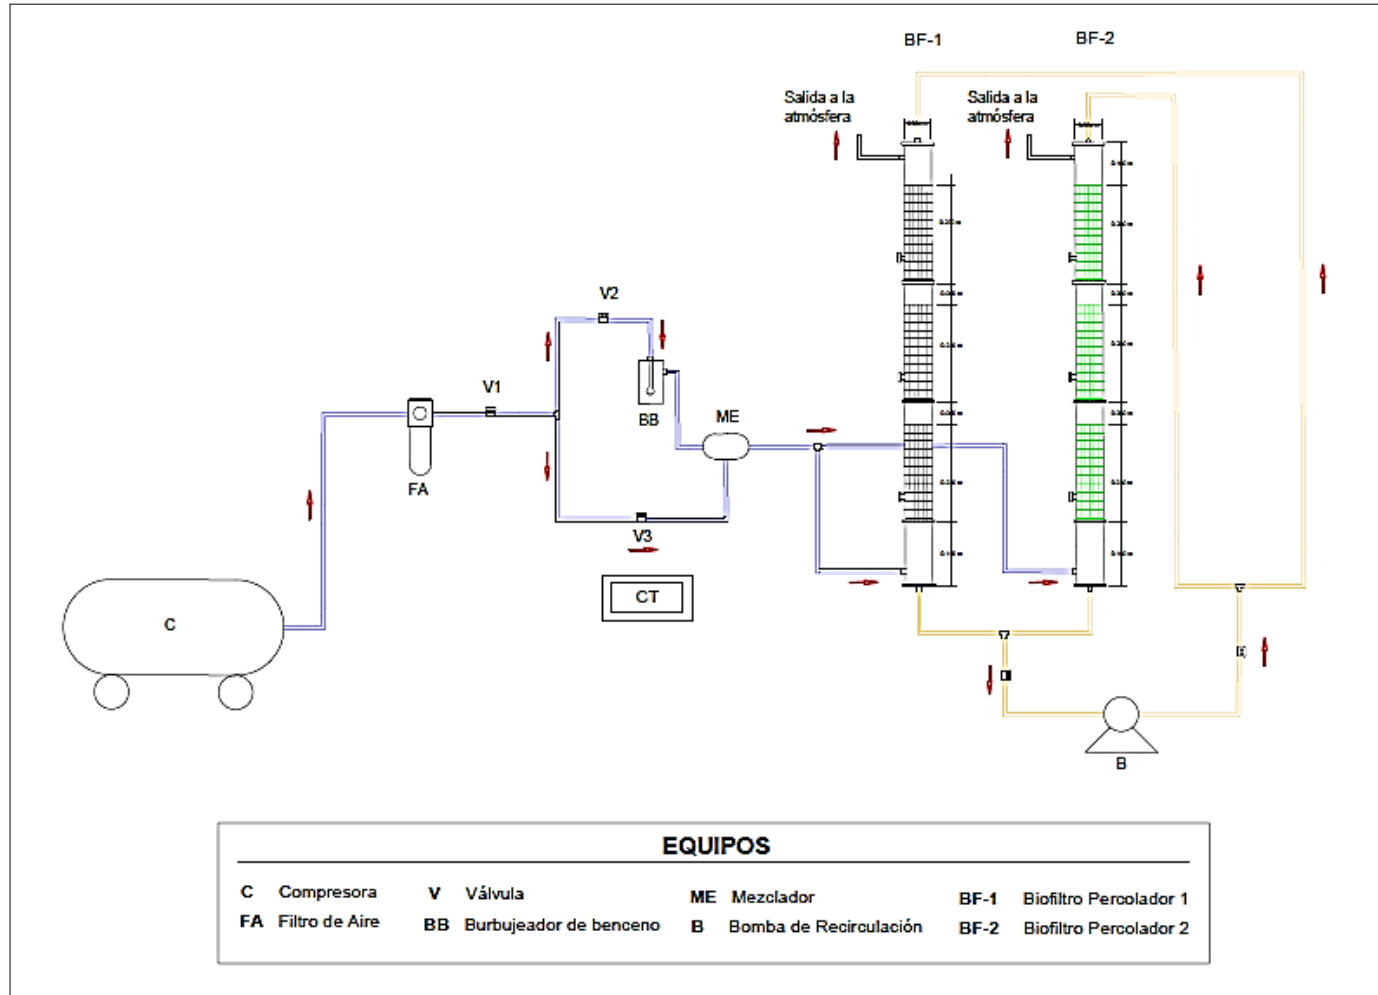 BF-1
BF-2
Salida a la
atmósfera
Salida a la
atmósfera
V2
V1
BB
ME
FA
V3
CT
C
B
EQUIPOS
C Compresora
V Válvula
ME Mezclador
BF-1 Biofiltro Percolador 1
FA Filtro de Aire
BB Burbujeador de benceno
B Bomba de Recirculación
BF-2 Biofiltro Percolador 2